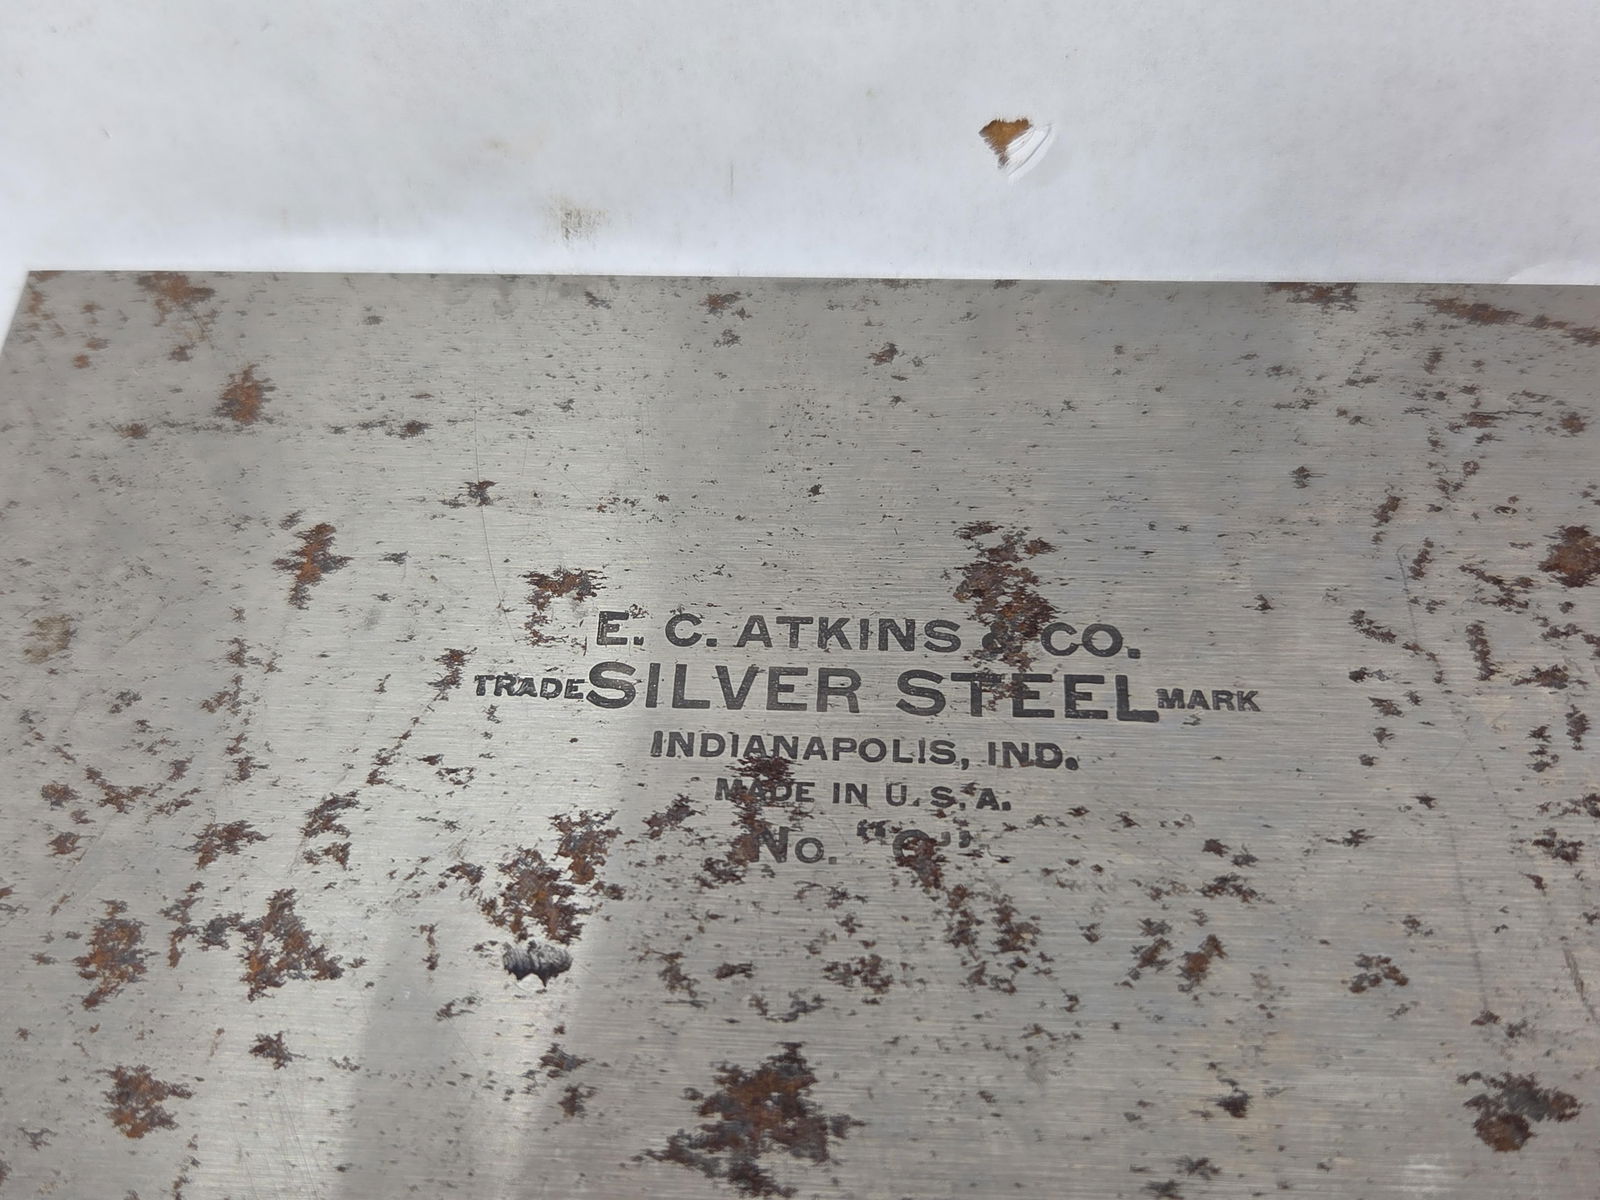 E. C. ATKINS & CO.
TRADE SILVER STEEL MARK
INDIANAPOLIS, IND.
MADE IN U.S.A.
No.